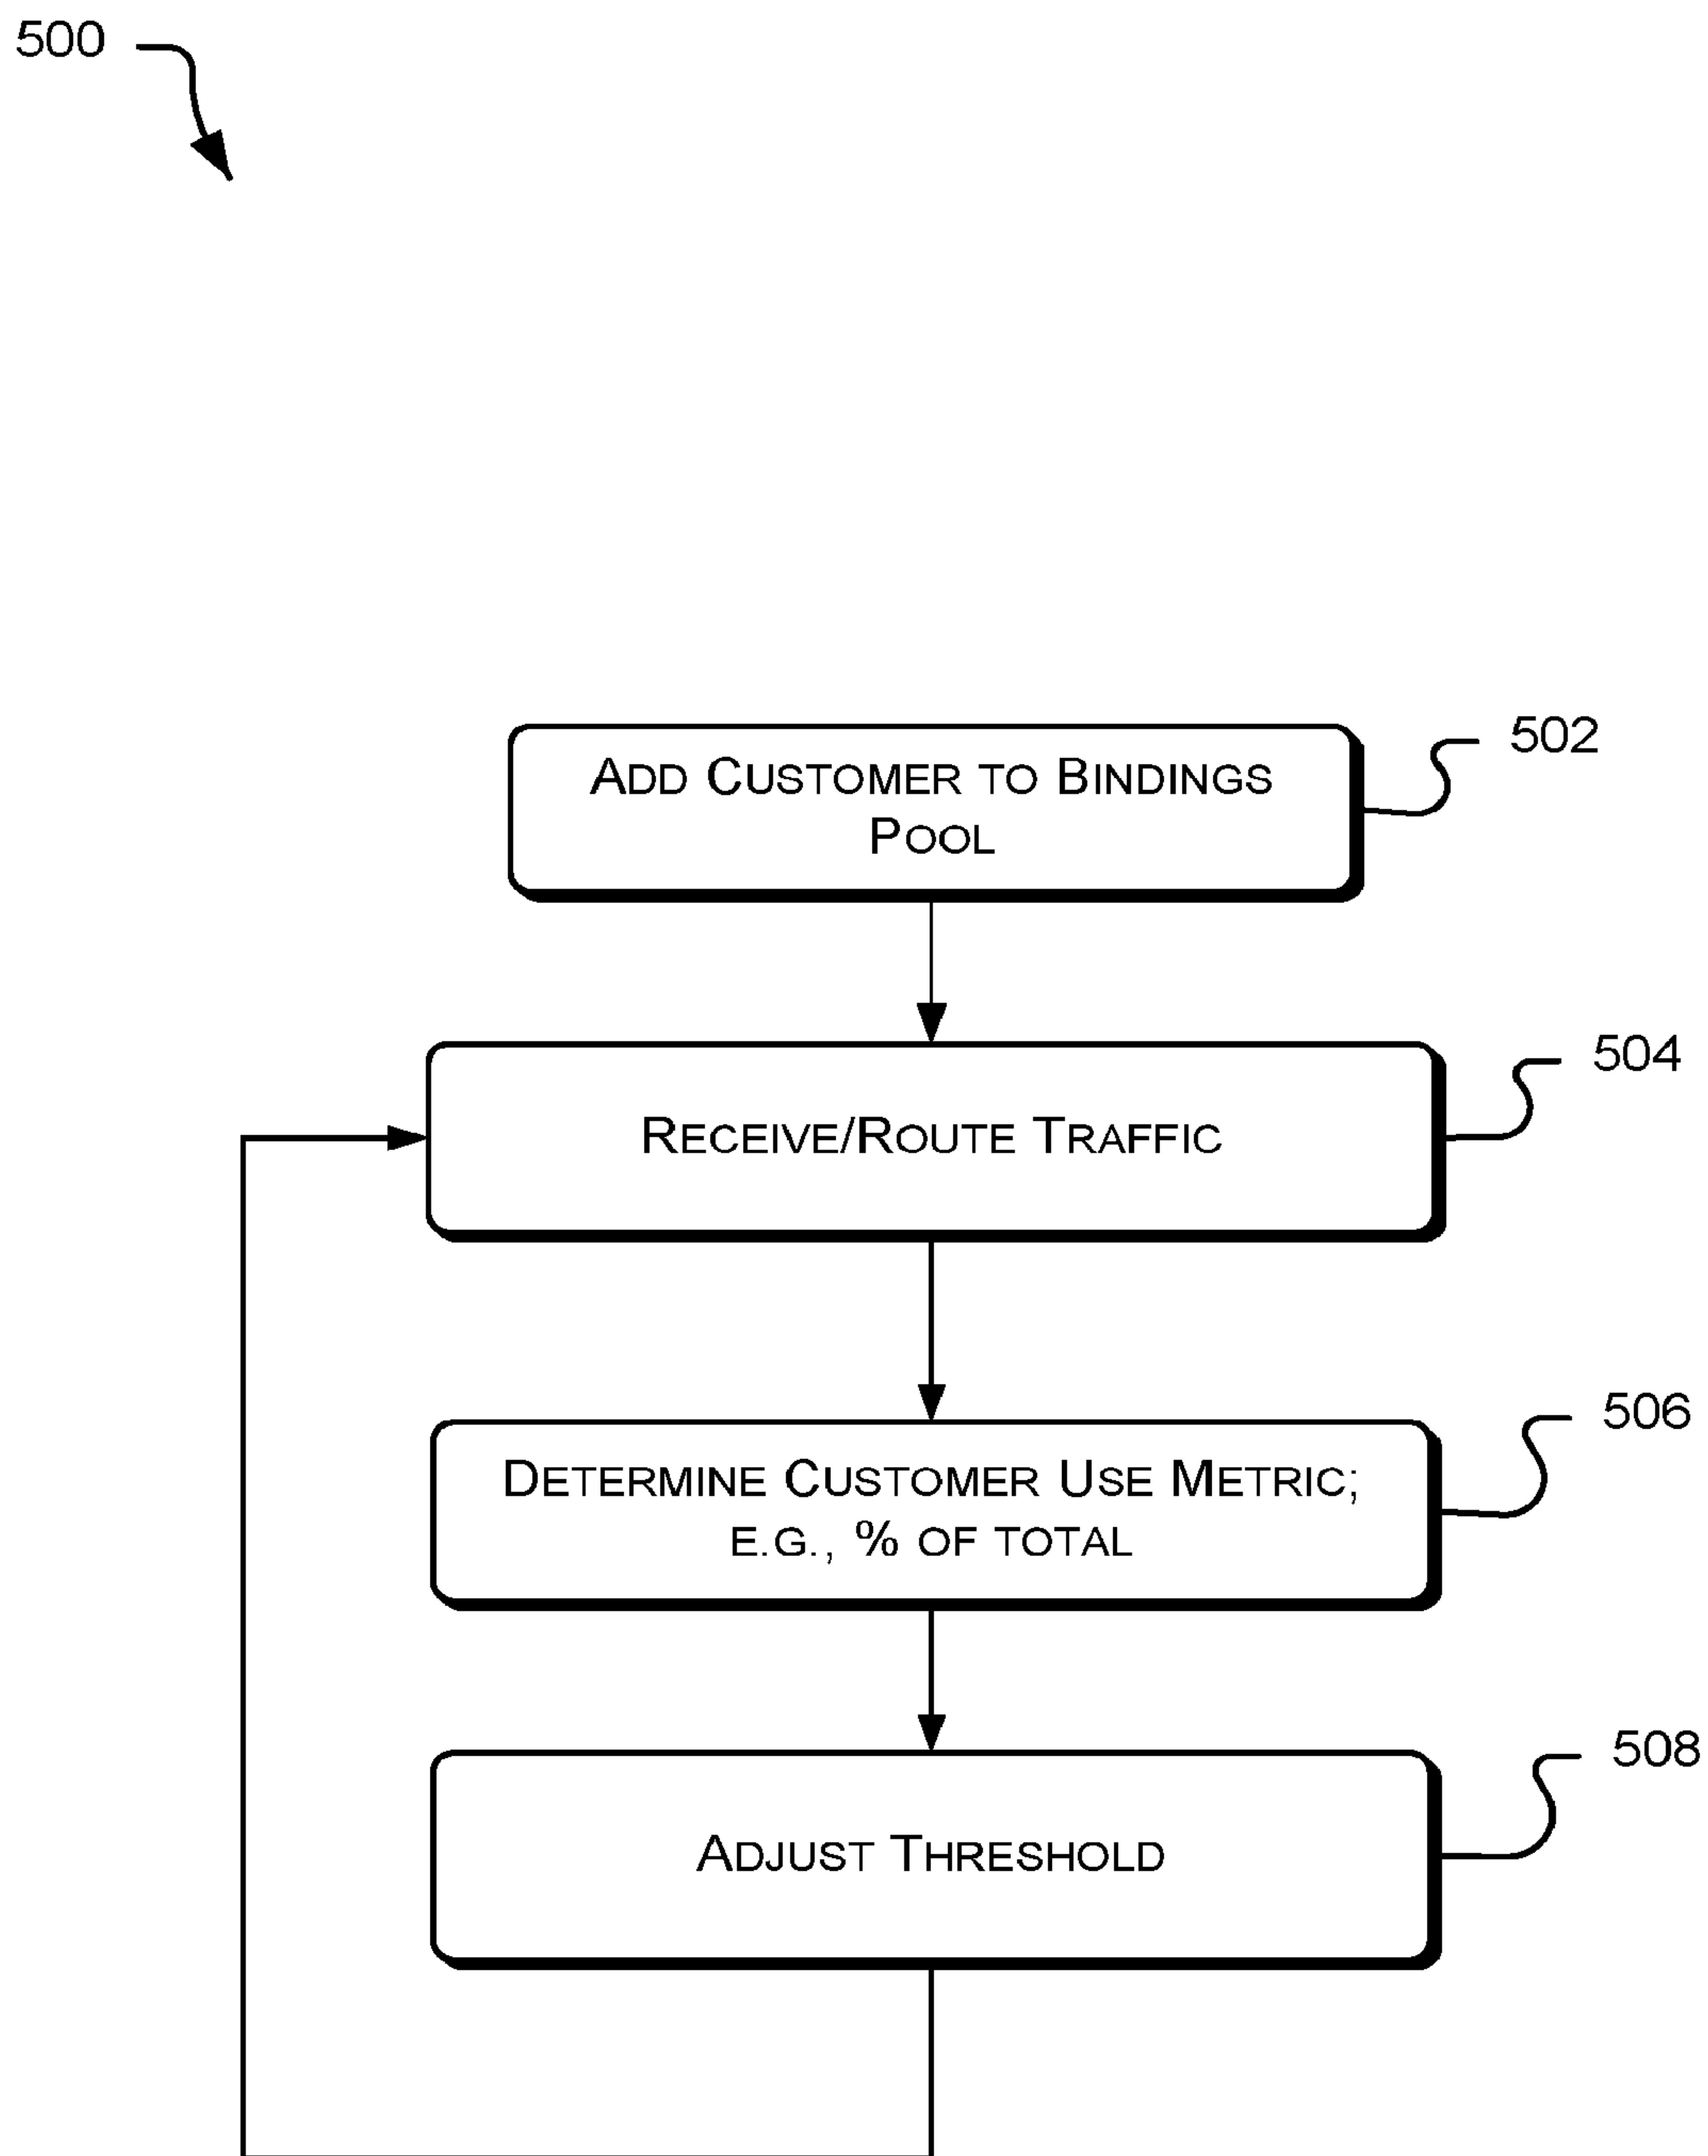 500
502
ADD CUSTOMER TO BINDINGS
POOL
504
RECEIVE/ROUTE TRAFFIC
506
DETERMINE CUSTOMER USE METRIC;
E.G., % OF TOTAL
508
ADJUST THRESHOLD